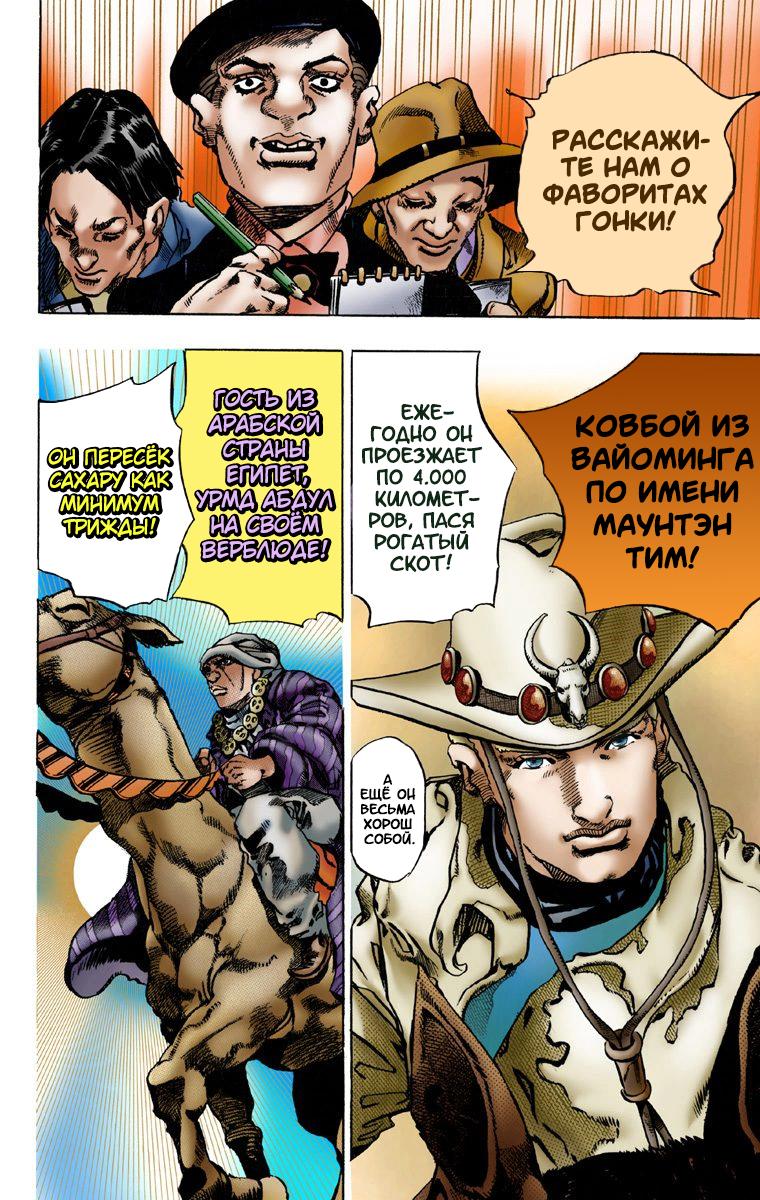 РАССКАЖИ-
ТЕ НАМ О
ФАВОРИТАХ
ГОНКИ!
КОВБОЙ ИЗ
ВАЙОМИНГА
ПО ИМЕНИ
МАУНТЭН
ТИМ!
ЕЖЕ-
ГОДНО ОН
ПРОЕЗЖАЕТ
ПО 4.000
КИЛОМЕТ-
РОВ, ПАСЯ
РОГАТЫЙ
СКОТ!
А
ЕЩЁ ОН
ВЕСЬМА
ХОРОШ
СОБОЙ.
ГОСТЬ ИЗ
АРАБСКОЙ
СТРАНЫ
ЕГИПЕТ,
УРМД АБДУЛ
НА СВОЁМ
ВЕРБЛЮДЕ!
ОН ПЕРЕСЁК
САХАРУ КАК
МИНИМУМ
ТРИЖДЫ!